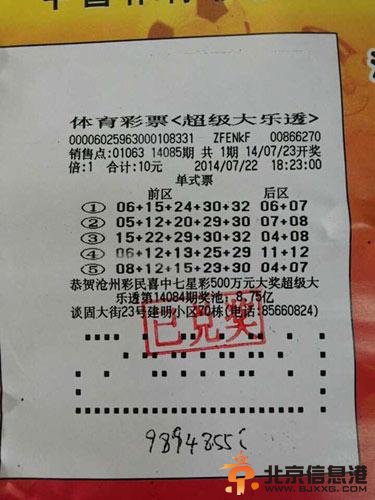 体育彩票<超级大乐透>
00006025963000108331 ZFENkF 00866270
销售点:01063 14085期 共 1期 14/07/23开奖
倍:1 合计:10元 2014/07/22 18:23:00
单式票
前区 后区
① 06+15+24+30+32 06+07
② 05+12+20+29+30 07+08
③ 15+22+29+30+32 04+07
④ 06+12+13+25+29 11+12
⑤ 08+12+15+23+30 04+08
恭贺沧州彩民喜中七星彩500万元大奖超级大
乐透第14084期奖池:8.75亿
谈固大街23号建明小区70栋(电话:85660824)
已兑奖
北京信息港
WWW.BJXXG.COM